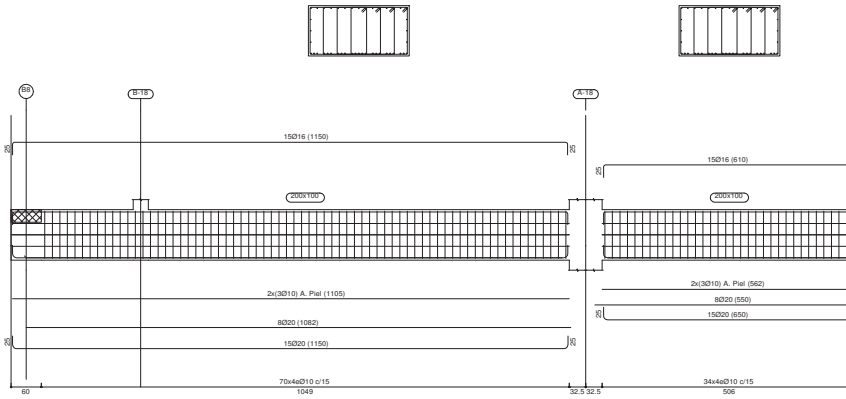 B8
B-18
A-18
15Ø16 (1150)
25
25
15Ø16 (610)
25
200x100
200x100
2x(3Ø10) A. Piel (1105)
2x(3Ø10) A. Piel (562)
8Ø20 (550)
8Ø20 (1082)
15Ø20 (650)
25
15Ø20 (1150)
25
25
70x4eØ10 c/15
34x4eØ10 c/15
60
1049
32.5 32.5
506